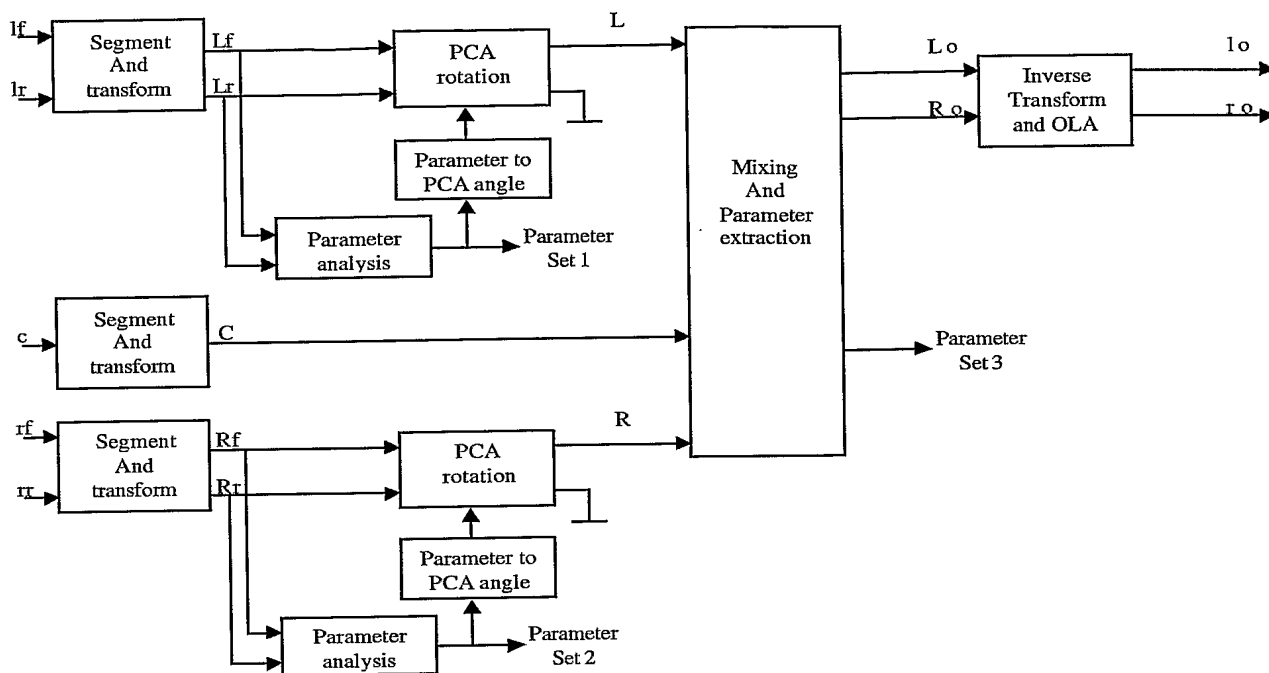 lf
lr
Segment
And
transform
Lf
Lr
PCA
rotation
L
Parameter to
PCA angle
Parameter
analysis
Parameter
Set 1
c
Segment
And
transform
C
rf
rr
Segment
And
transform
Rf
Rr
PCA
rotation
R
Parameter to
PCA angle
Parameter
analysis
Parameter
Set 2
Mixing
And
Parameter
extraction
Lo
Ro
Parameter
Set 3
Inverse
Transform
and OLA
lo
ro